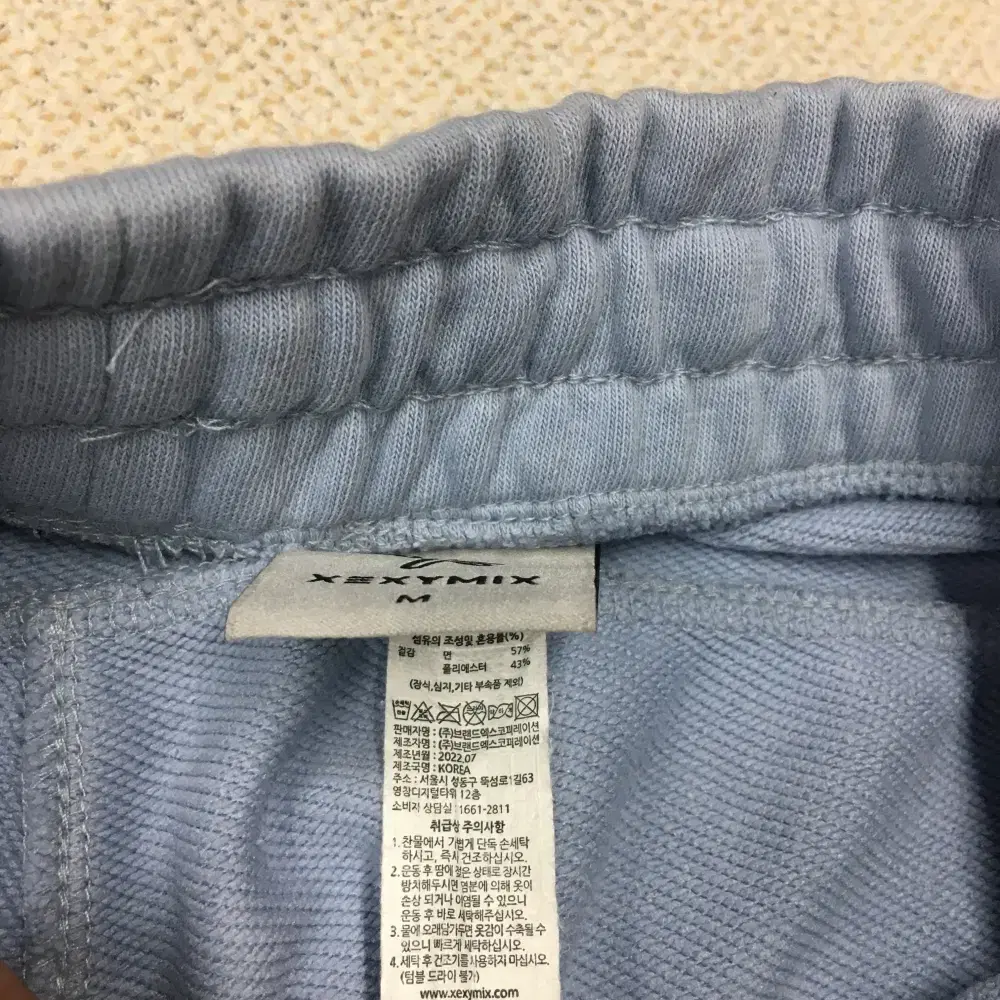 XEXYMIX
M
섬유의 조성및 혼용률(%)
겉감 면 57%
폴리에스터 43%
(장식,심지,기타 부속품 제외)
판매자명 : (주)브랜드엑스코퍼레이션
제조자명 : (주)브랜드엑스코퍼레이션
제조년월 : 2022.07
제조국명 : KOREA
주소 : 서울시 성동구 뚝섬로1길63
영창디지털타워 12층
소비자 상담실 : 1661-2811
취급상 주의사항
1. 찬물에서 가볍게 단독 손세탁
하시고, 즉시 건조하십시오.
2. 운동 후 땀에 젖은 상태로 장시간
방치해두시면 염분에 의해 옷이
손상 되거나 이염될 수 있으니
운동 후 바로 세탁해주십시오.
3. 물에 오래담가두면 옷감이 수축될 수
있으니 빠르게 세탁하십시오.
4. 세탁 후 건조기를 사용하지 마십시오.
(텀블 드라이 불가)
www.xexymix.com